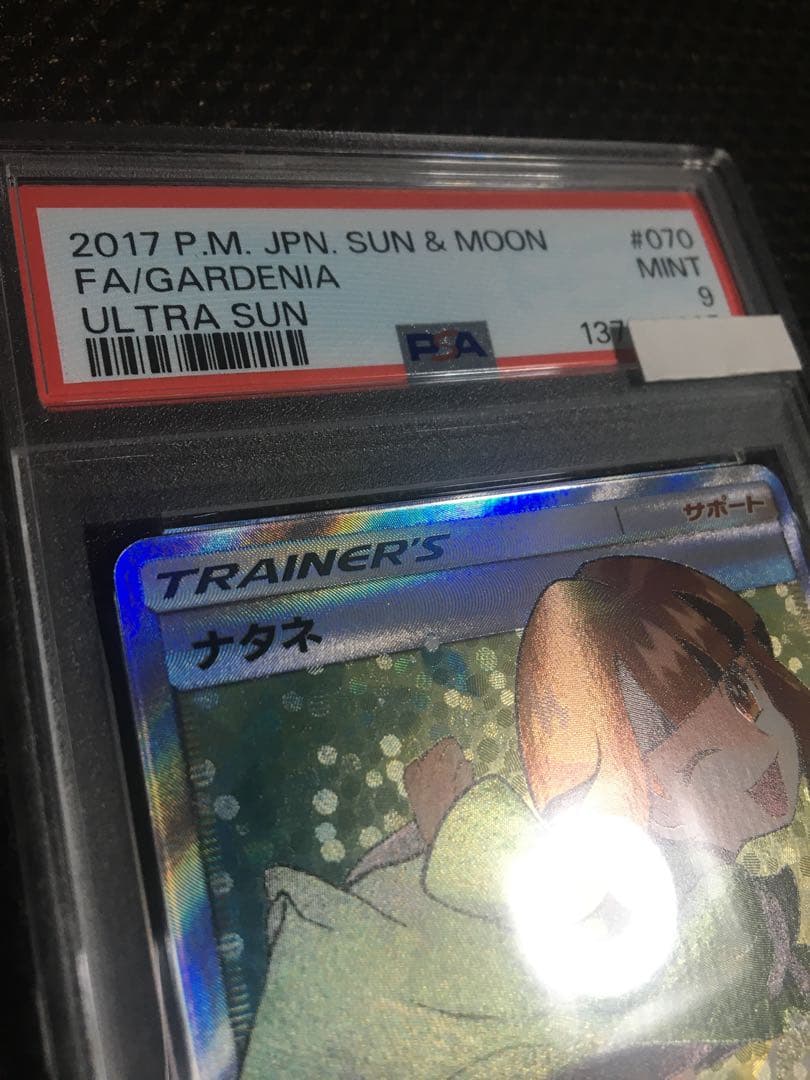 2017 P.M. JPN. SUN & MOON #070
FA/GARDENIA MINT
ULTRA SUN 9
PSA
TRAINER'S サポート
ナタネ